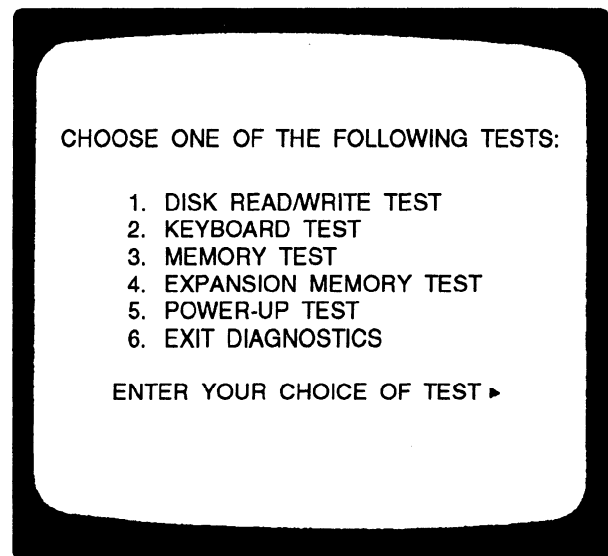 CHOOSE ONE OF THE FOLLOWING TESTS:
1. DISK READ/WRITE TEST
2. KEYBOARD TEST
3. MEMORY TEST
4. EXPANSION MEMORY TEST
5. POWER-UP TEST
6. EXIT DIAGNOSTICS
ENTER YOUR CHOICE OF TEST ▸